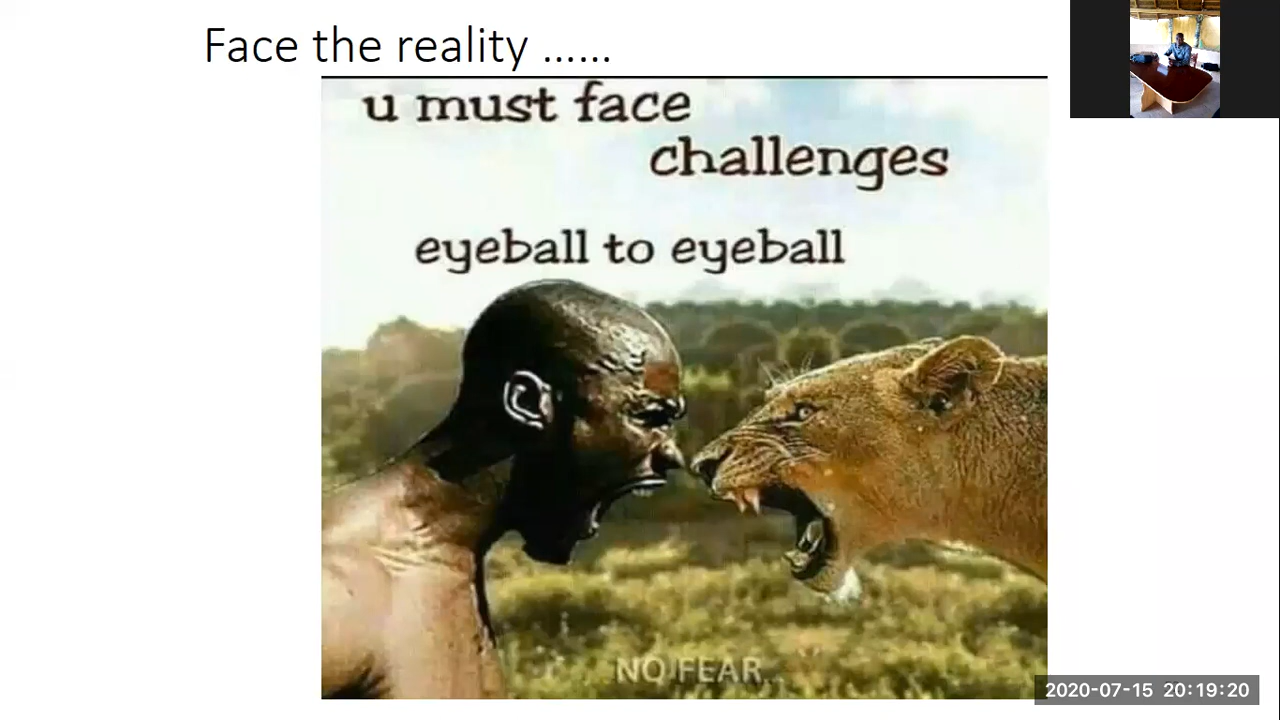 Face the reality ......
u must face
challenges
eyeball to eyeball
NO FEAR...
2020-07-15 20:19:20